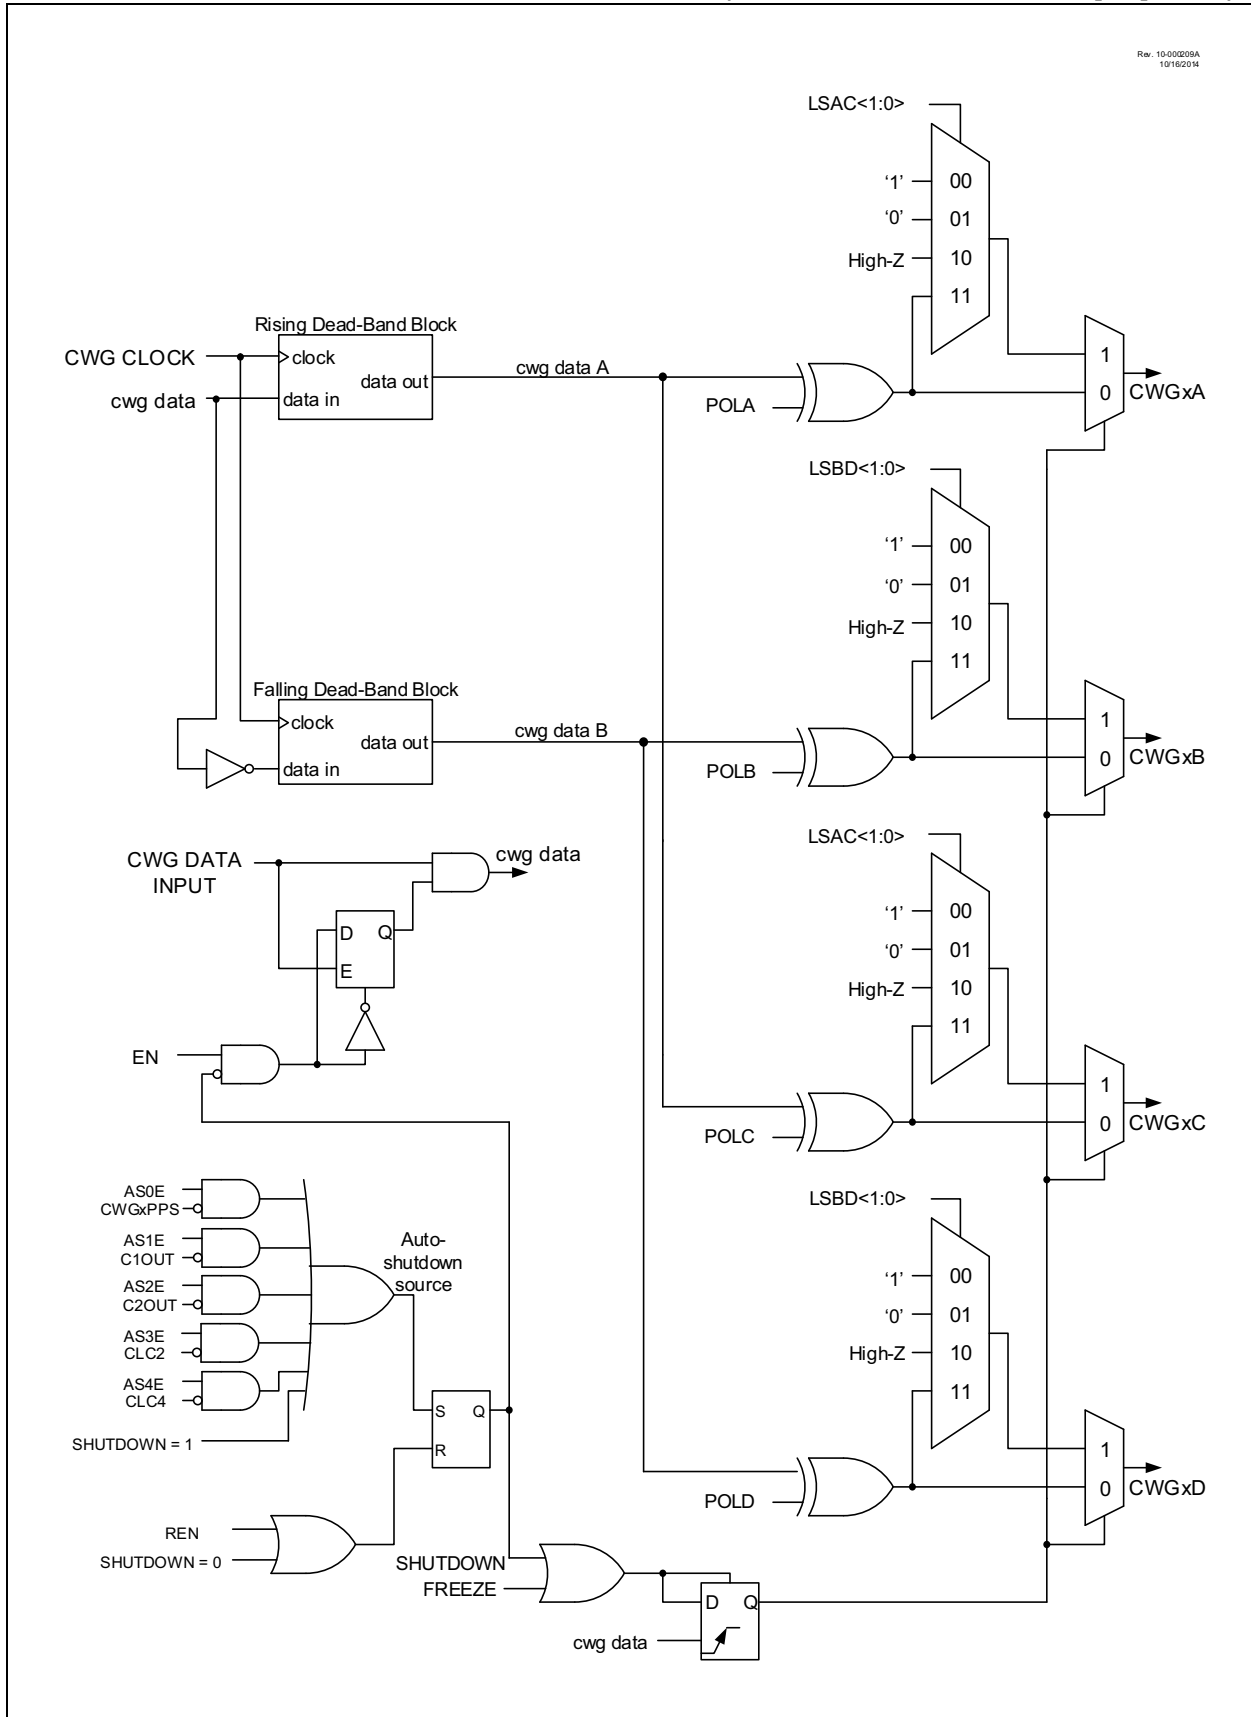 Rev. 10-000209A
10/16/2014
LSAC<1:0>
'1'
00
'0'
01
High-Z
10
11
Rising Dead-Band Block
CWG CLOCK
clock
data out
cwg data
data in
cwg data A
POLA
1
0
CWGxA
LSBD<1:0>
'1'
00
'0'
01
High-Z
10
11
Falling Dead-Band Block
clock
data out
data in
cwg data B
POLB
1
0
CWGxB
CWG DATA
INPUT
cwg data
D
Q
E
EN
LSAC<1:0>
'1'
00
'0'
01
High-Z
10
11
POLC
1
0
CWGxC
AS0E
CWGxPPS
AS1E
C1OUT
AS2E
C2OUT
AS3E
CLC2
AS4E
CLC4
SHUTDOWN = 1
Auto-
shutdown
source
S
Q
R
REN
SHUTDOWN = 0
SHUTDOWN
FREEZE
D
Q
cwg data
LSBD<1:0>
'1'
00
'0'
01
High-Z
10
11
POLD
1
0
CWGxD